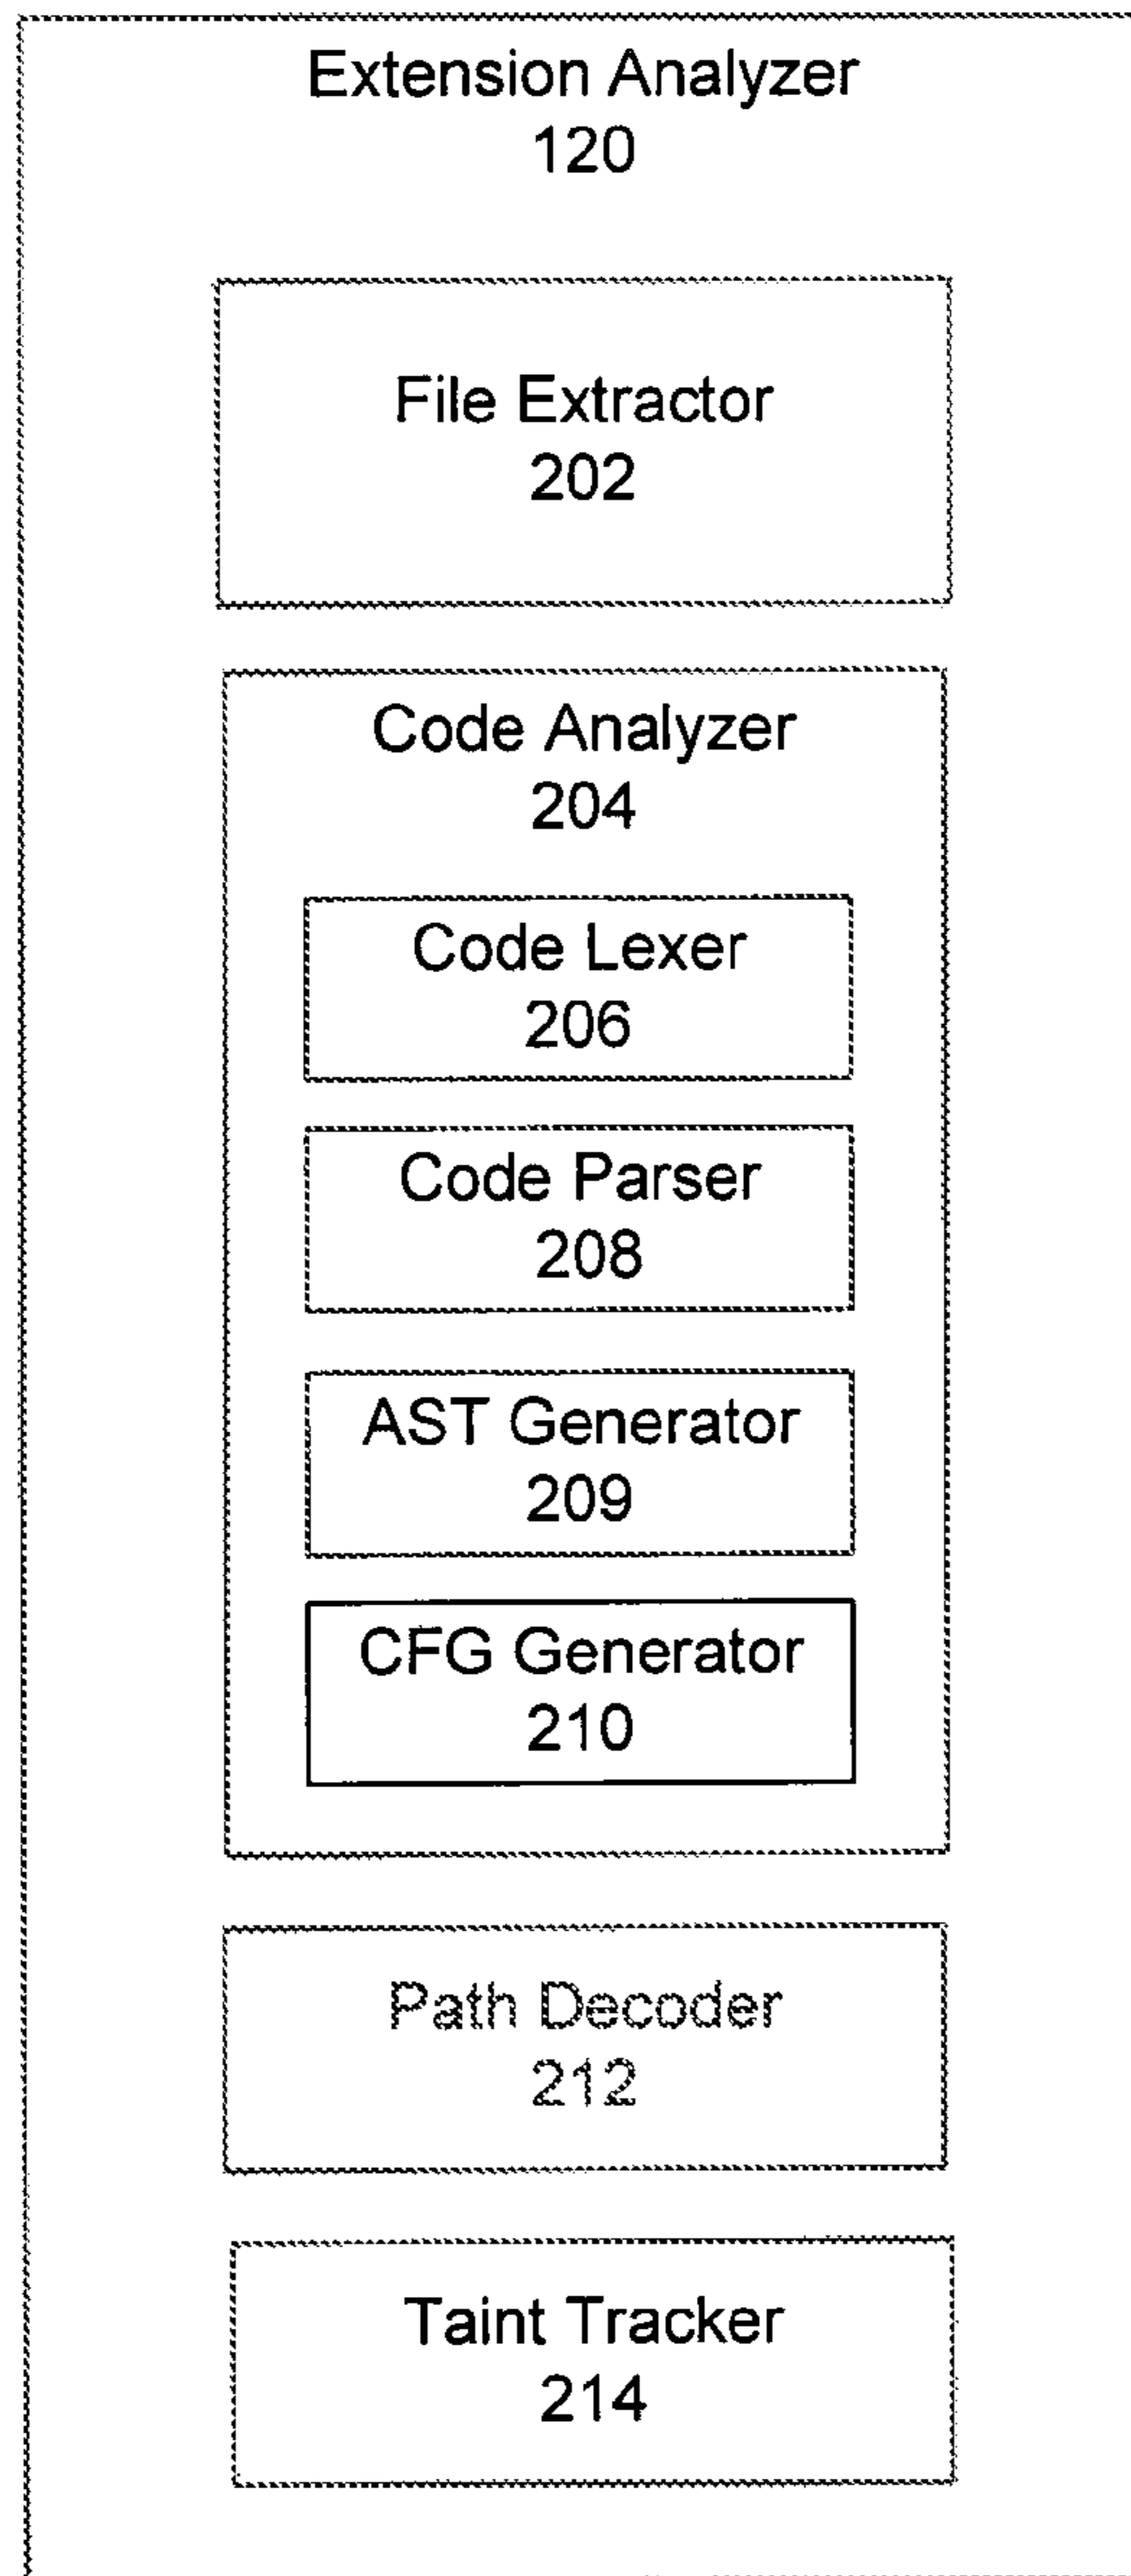 Extension Analyzer
120
File Extractor
202
Code Analyzer
204
Code Lexer
206
Code Parser
208
AST Generator
209
CFG Generator
210
Path Decoder
212
Taint Tracker
214